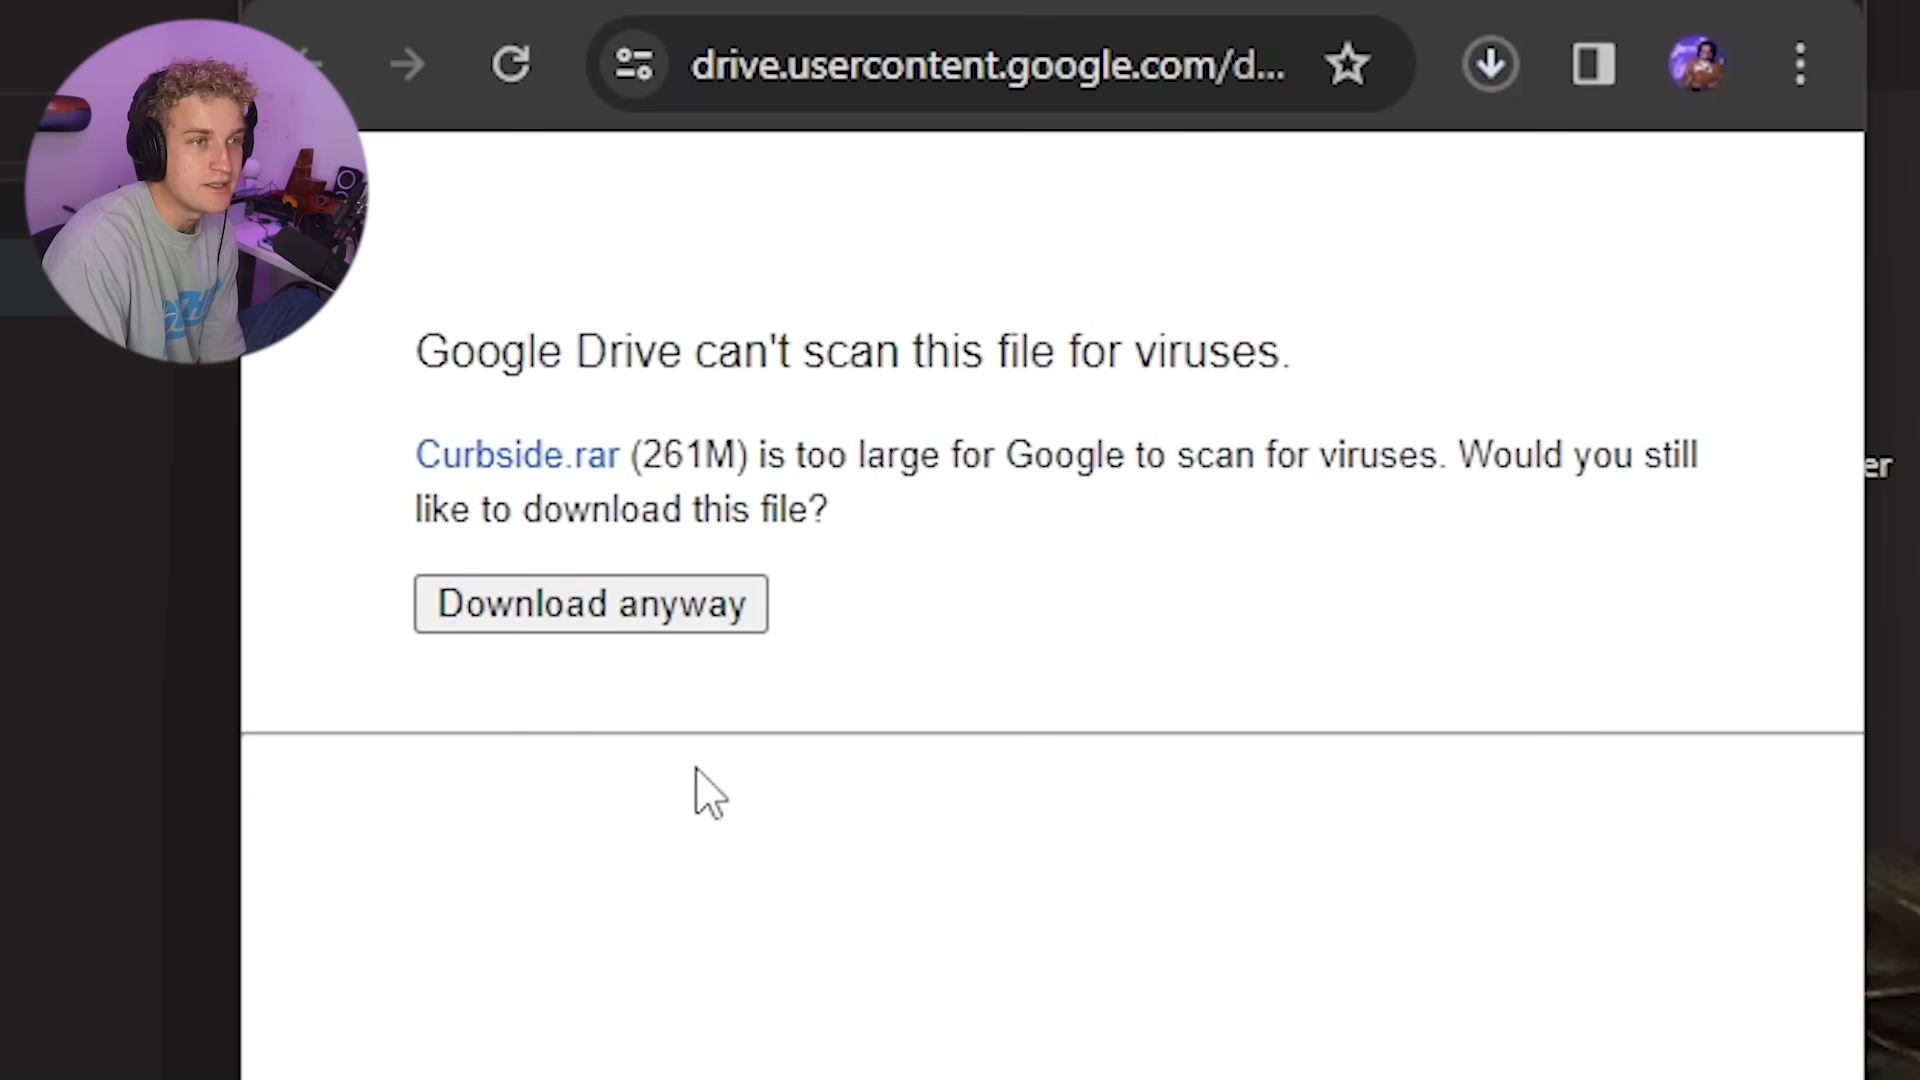 drive.usercontent.google.com/d...
Google Drive can't scan this file for viruses.
Curbside.rar (261M) is too large for Google to scan for viruses. Would you still
er
like to download this file?
Download anyway